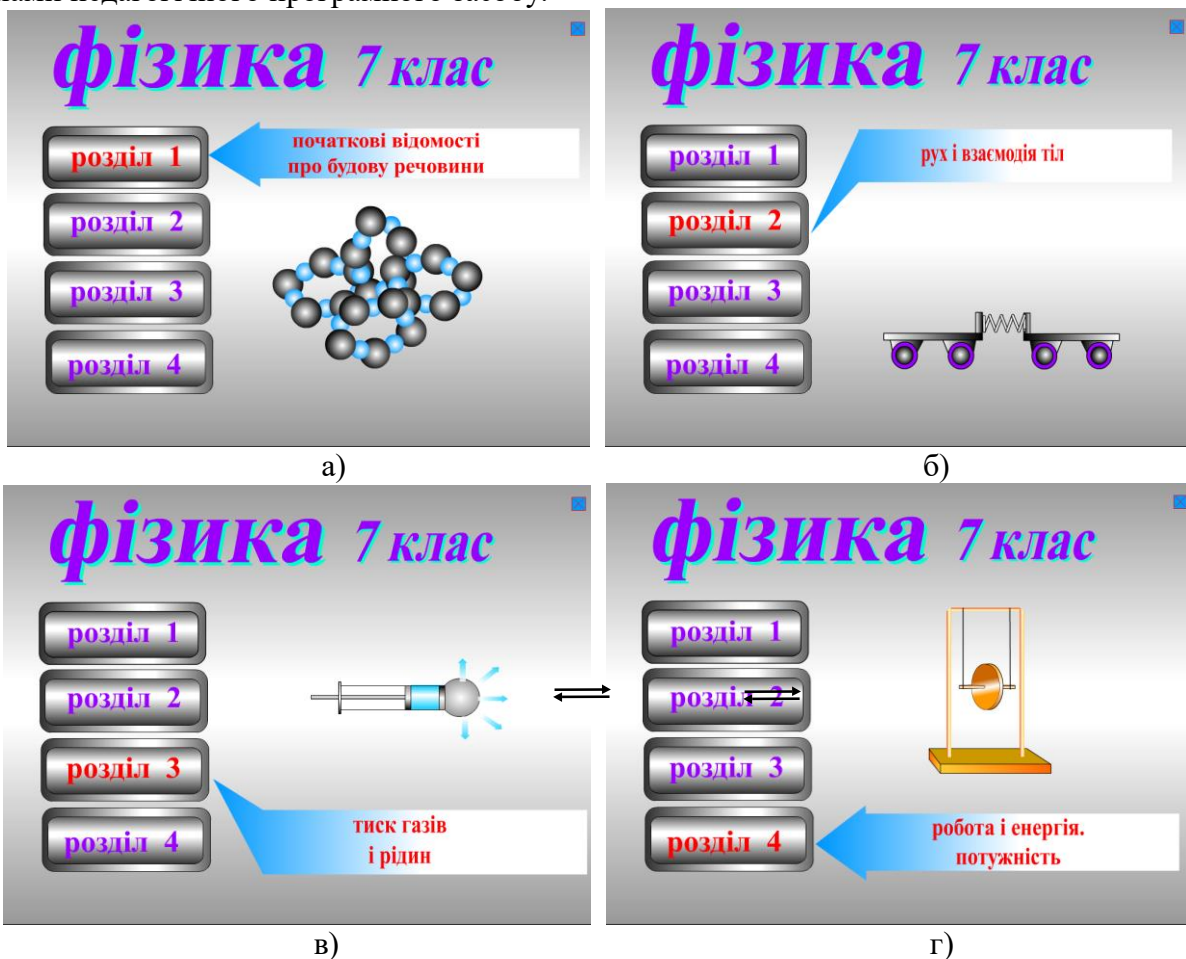 фізика 7 клас
розділ 1
початкові відомості
про будову речовини
розділ 2
розділ 3
розділ 4
а)
фізика 7 клас
розділ 1
рух і взаємодія тіл
розділ 2
розділ 3
розділ 4
б)
фізика 7 клас
розділ 1
розділ 2
розділ 3
тиск газів
і рідин
розділ 4
в)
фізика 7 клас
розділ 1
розділ 2
розділ 3
розділ 4
робота і енергія.
потужність
г)